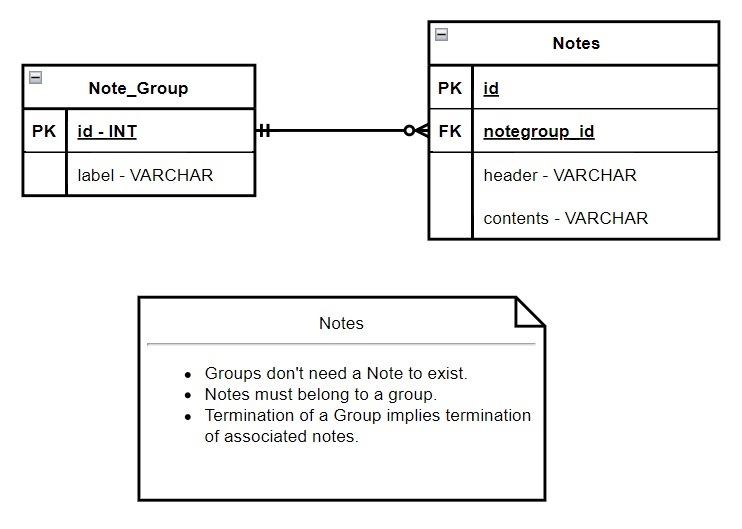 Note_Group
PK id - INT
label - VARCHAR
Notes
PK id
FK notegroup_id
header - VARCHAR
contents - VARCHAR
Notes
• Groups don't need a Note to exist.
• Notes must belong to a group.
• Termination of a Group implies termination
of associated notes.